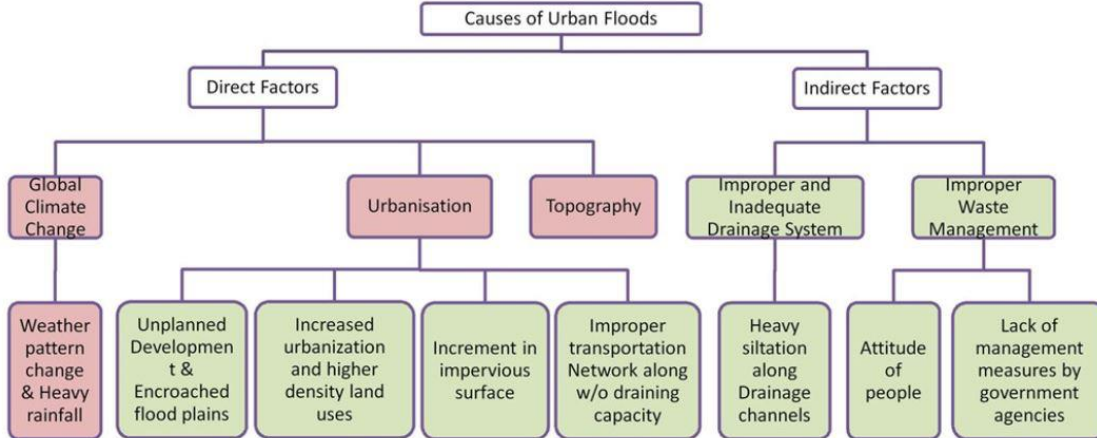 Causes of Urban Floods
Direct Factors
Indirect Factors
Global
Climate
Change
Urbanisation
Topography
Improper and
Inadequate
Drainage System
Improper
Waste
Management
Weather
pattern
change
& Heavy
rainfall
Unplanned
Developmen
t &
Encroached
flood plains
Increased
urbanization
and higher
density land
uses
Increment in
impervious
surface
Improper
transportation
Network along
w/o draining
capacity
Heavy
siltation
along
Drainage
channels
Attitude
of
people
Lack of
management
measures by
government
agencies